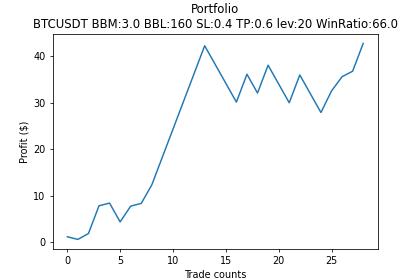 Portfolio
BTCUSDT BBM:3.0 BBL:160 SL:0.4 TP:0.6 lev:20 WinRatio:66.0
40
30
20
10
0
Profit ($)
0 5 10 15 20 25
Trade counts